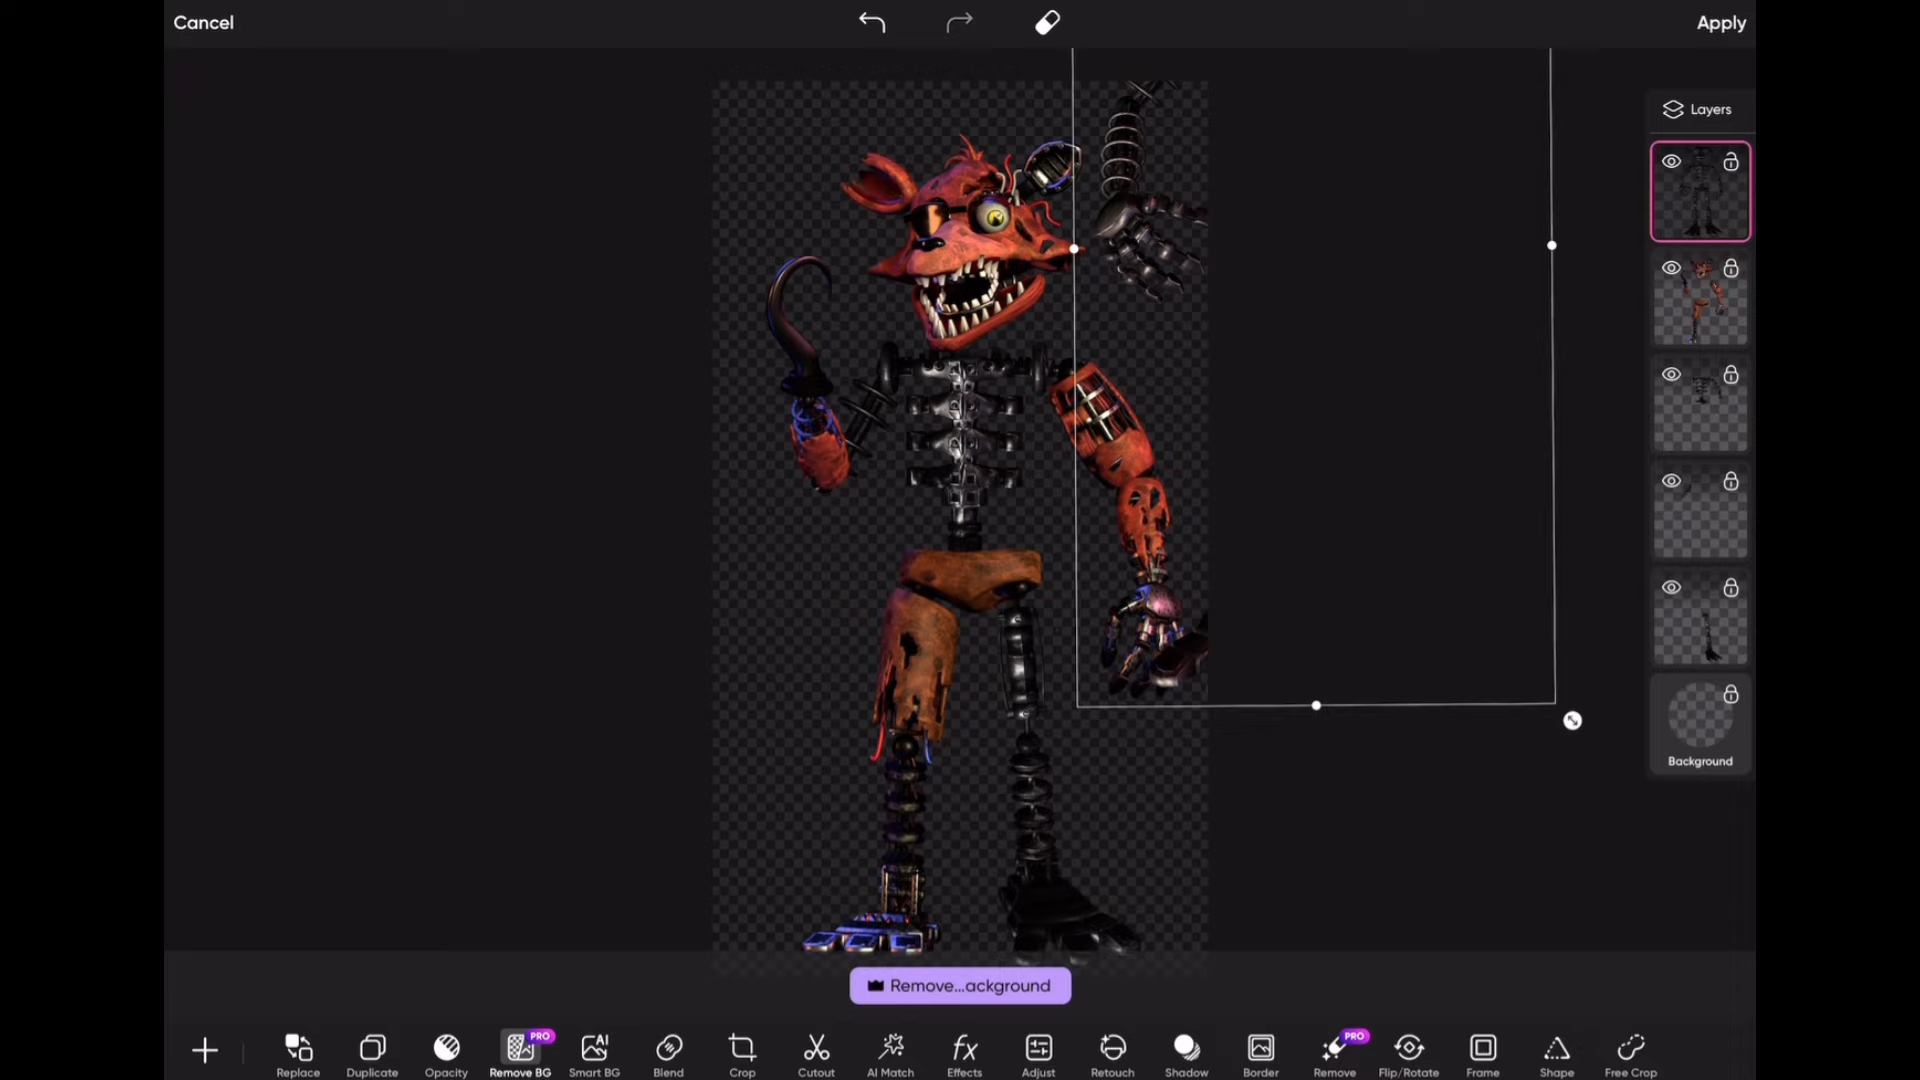 Cancel
Apply
Layers
Background
Remove...ackground
PRO
AI
PRO
Replace
Duplicate
Opacity
Remove BG
Smart BG
Blend
Crop
Cutout
AI Match
Effects
Adjust
Retouch
Shadow
Border
Remove
Flip/Rotate
Frame
Shape
Free Crop